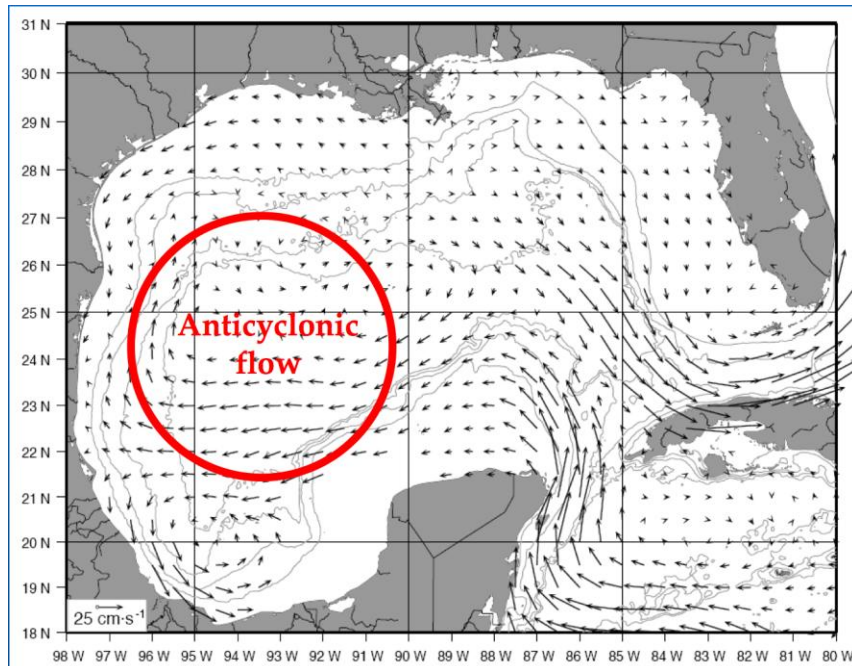 31 N
30 N
29 N
28 N
27 N
26 N
25 N
Anticyclonic
24 N
flow
23 N
22 N
21 N
20 N
19 N
25 cm·s⁻¹
18 N
98 W 97 W 96 W 95 W 94 W 93 W 92 W 91 W 90 W 89 W 88 W 87 W 86 W 85 W 84 W 83 W 82 W 81 W 80 W